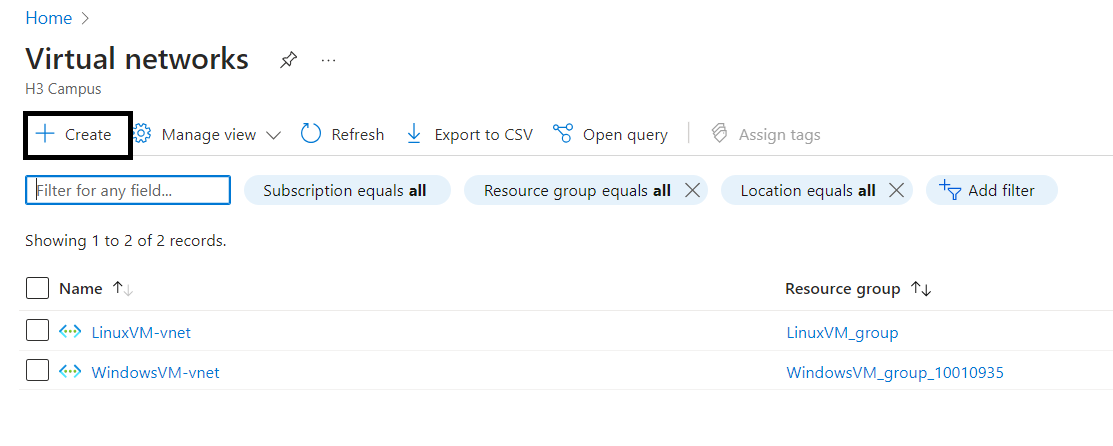 Home
Virtual networks
H3 Campus
Create Manage view Refresh Export to CSV Open query Assign tags
Filter for any field... Subscription equals all Resource group equals all Location equals all Add filter
Showing 1 to 2 of 2 records.
Name Resource group
LinuxVM-vnet LinuxVM_group
WindowsVM-vnet WindowsVM_group_10010935